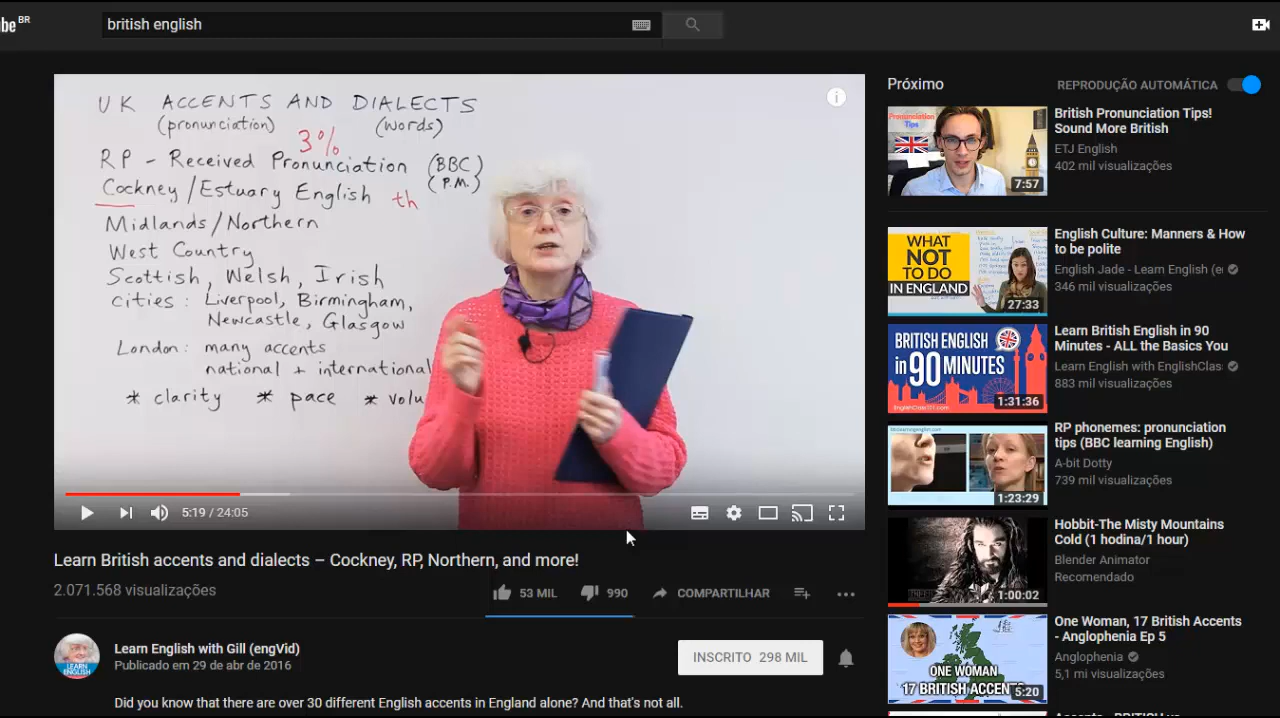 be BR
british english
UK ACCENTS AND DIALECTS
(pronunciation) (words)
3%
RP - Received Pronunciation (BBC
(P.M.)
Cockney/Estuary English th
Midlands/Northern
West Country
Scottish, Welsh, Irish
cities: Liverpool, Birmingham,
Newcastle, Glasgow
London: many accents
national + international
* clarity * pace * volu
5:19 / 24:05
Learn British accents and dialects – Cockney, RP, Northern, and more!
2.071.568 visualizações
53 MIL 990 COMPARTILHAR
Learn English with Gill (engVid)
Publicado em 29 de abr de 2016
INSCRITO 298 MIL
LEARN
ENGLISH
Did you know that there are over 30 different English accents in England alone? And that's not all.
Próximo REPRODUÇÃO AUTOMÁTICA
Pronunciation
Tips
7:57
British Pronunciation Tips!
Sound More British
ETJ English
402 mil visualizações
WHAT
NOT
TO DO
IN ENGLAND
27:33
English Culture: Manners & How
to be polite
English Jade - Learn English (e
346 mil visualizações
BRITISH ENGLISH
in 90
MINUTES
EnglishClass101.com
1:31:36
Learn British English in 90
Minutes - ALL the Basics You
Learn English with EnglishClas
883 mil visualizações
1:23:29
RP phonemes: pronunciation
tips (BBC learning English)
A-bit Dotty
739 mil visualizações
1:00:02
Hobbit-The Misty Mountains
Cold (1 hodina/1 hour)
Blender Animator
Recomendado
ONE WOMAN
17 BRITISH ACCENT
5:20
One Woman, 17 British Accents
- Anglophenia Ep 5
Anglophenia
5,1 mi visualizações